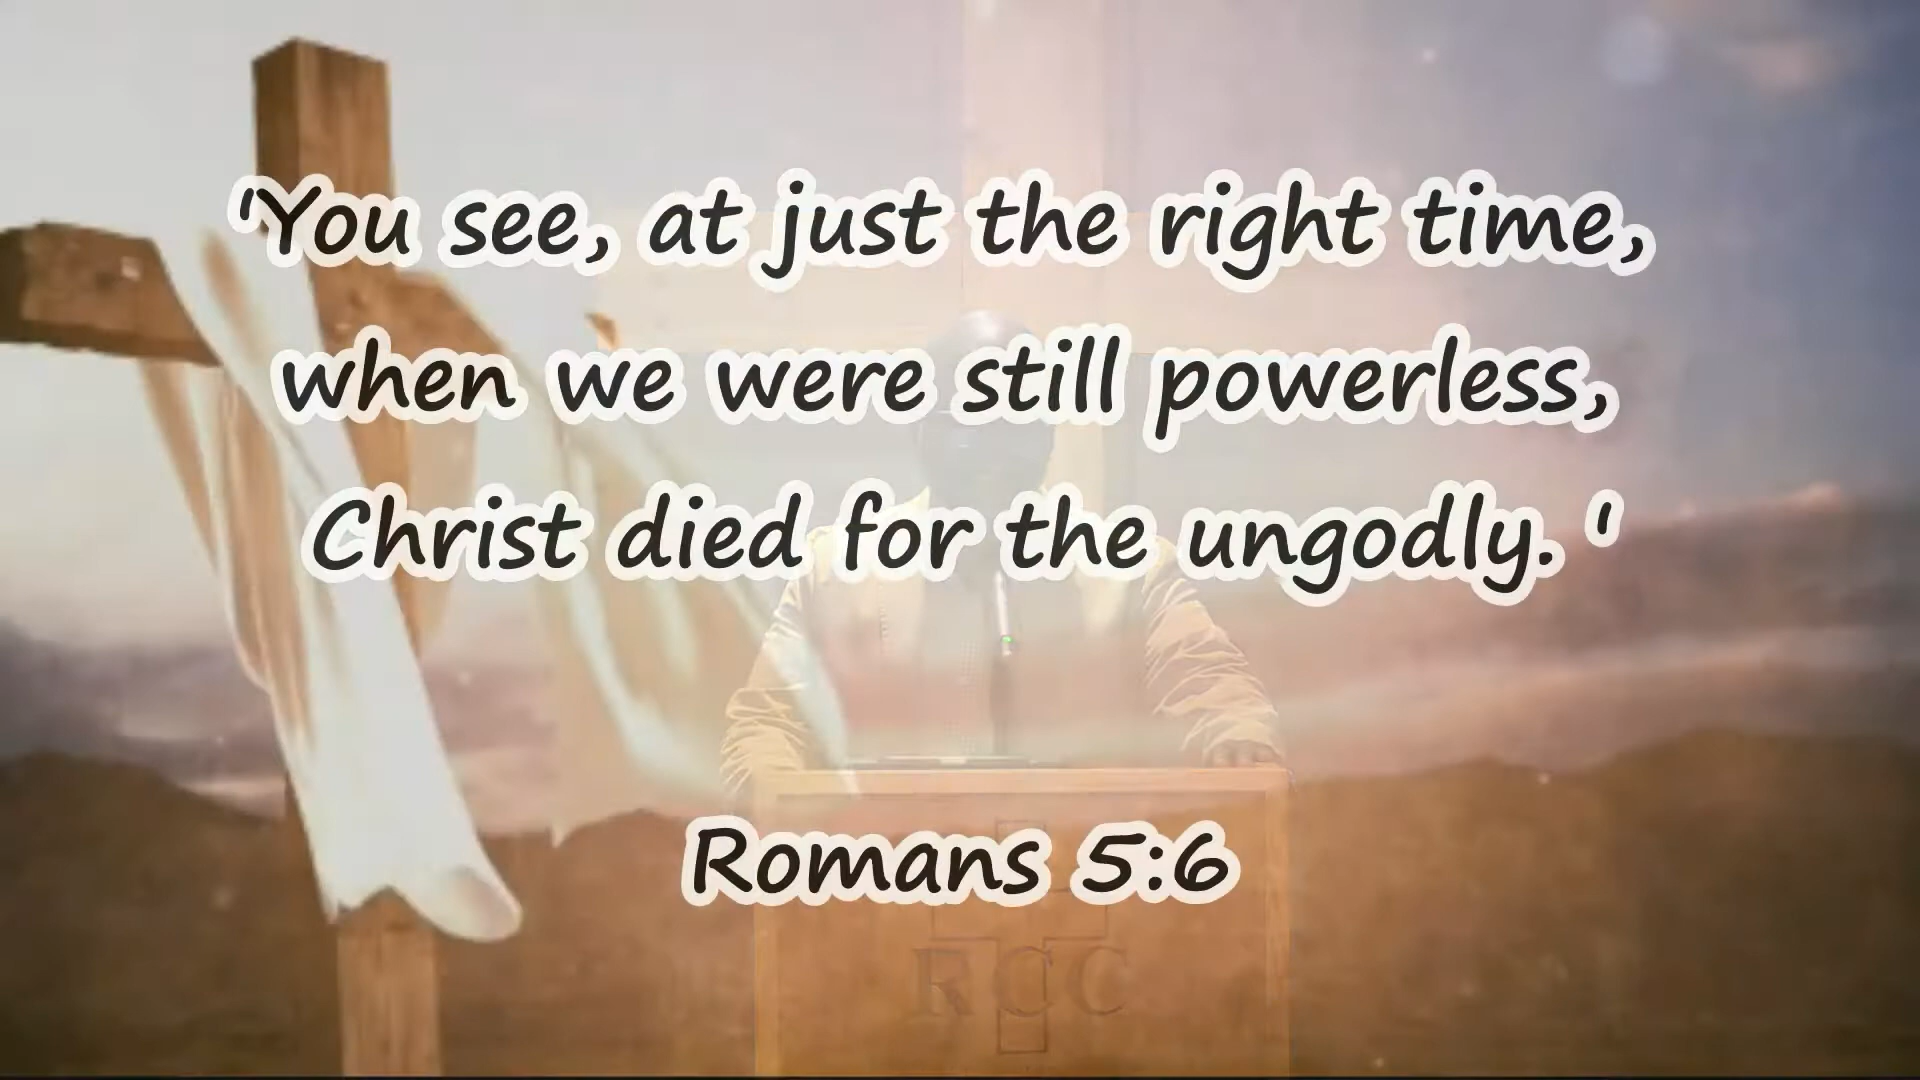 'You see, at just the right time,
when we were still powerless,
Christ died for the ungodly. '
Romans 5:6
RCC